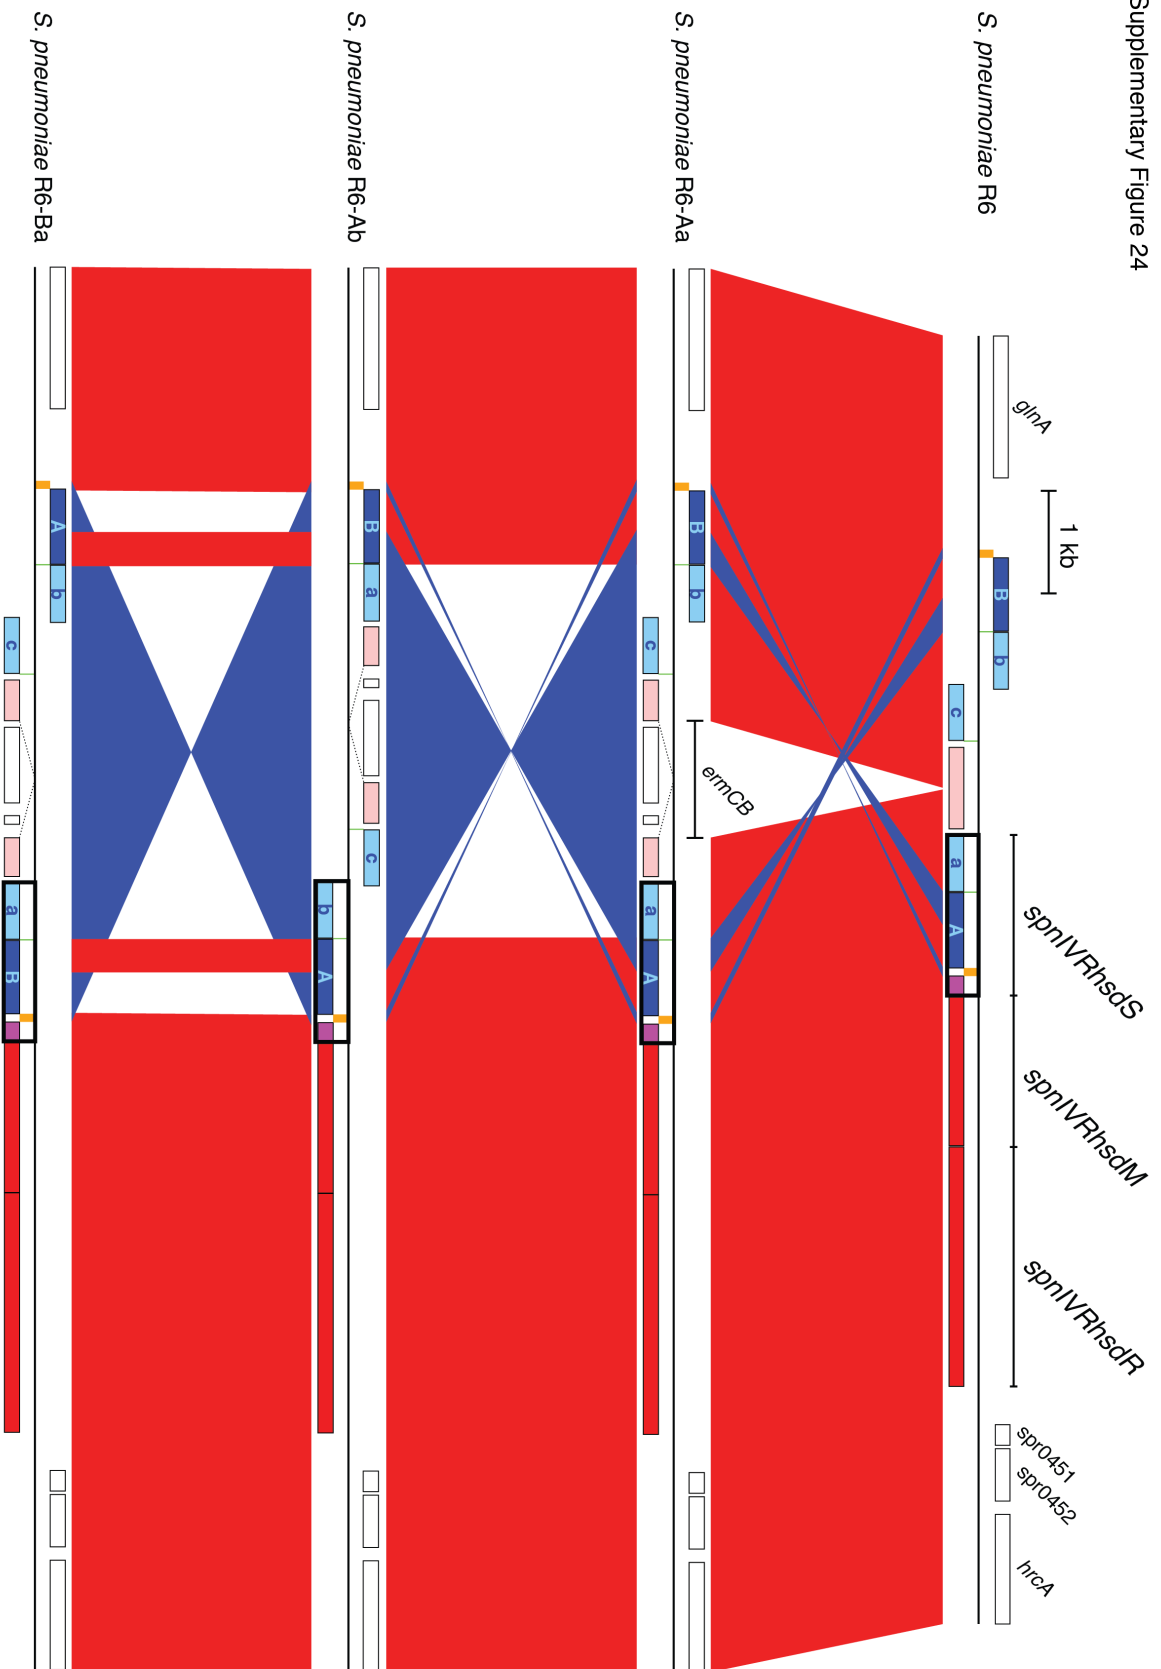 Supplementary Figure 24
1 kb
spnIVRhsdS
spnIVRhsdM
spnIVRhsdR
glnA
spr0451
spr0452
hrcA
S. pneumoniae R6
B
b
c
a
A
ermCB
S. pneumoniae R6-Aa
B
b
c
a
A
S. pneumoniae R6-Ab
B
a
c
b
A
S. pneumoniae R6-Ba
A
b
c
a
B